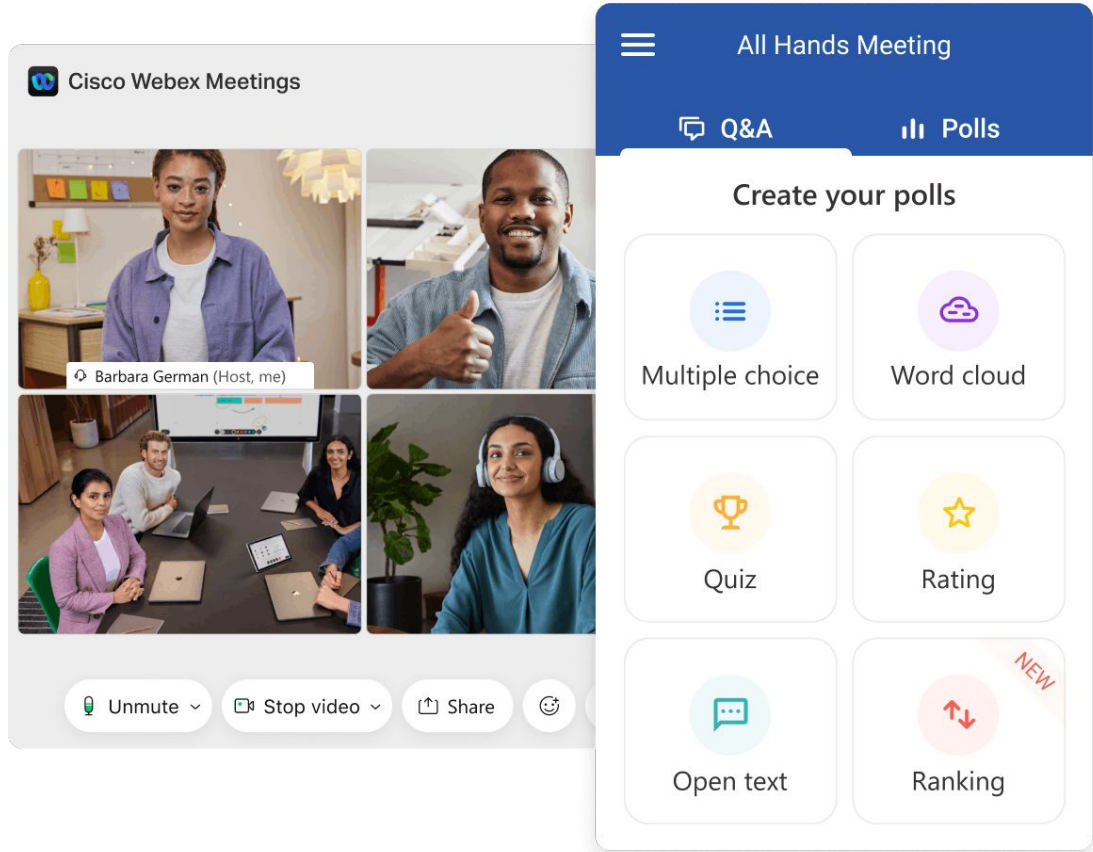 Cisco Webex Meetings
Barbara German (Host, me)
Unmute
Stop video
Share
All Hands Meeting
Q&A
Polls
Create your polls
Multiple choice
Word cloud
Quiz
Rating
Open text
NEW
Ranking